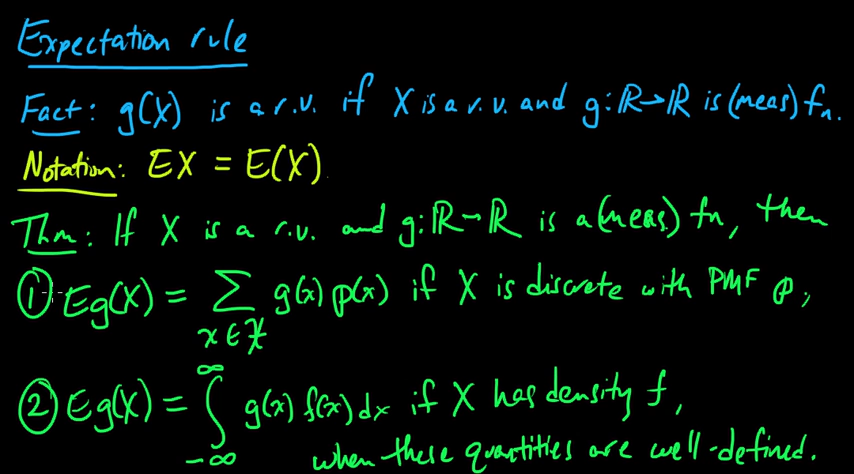 Expectation rule
Fact: g(X) is a r.v. if X is a r.v. and g: ℝ→ℝ is (meas) fn.
Notation: EX = E(X).
Thm: If X is a r.v. and g: ℝ→ℝ is a (meas) fn, then
① Eg(X) = ∑_{x∈𝒳} g(x) p(x) if X is discrete with PMF p,
② Eg(X) = ∫_{-∞}^{∞} g(x) f(x) dx if X has density f,
when these quantities are well-defined.